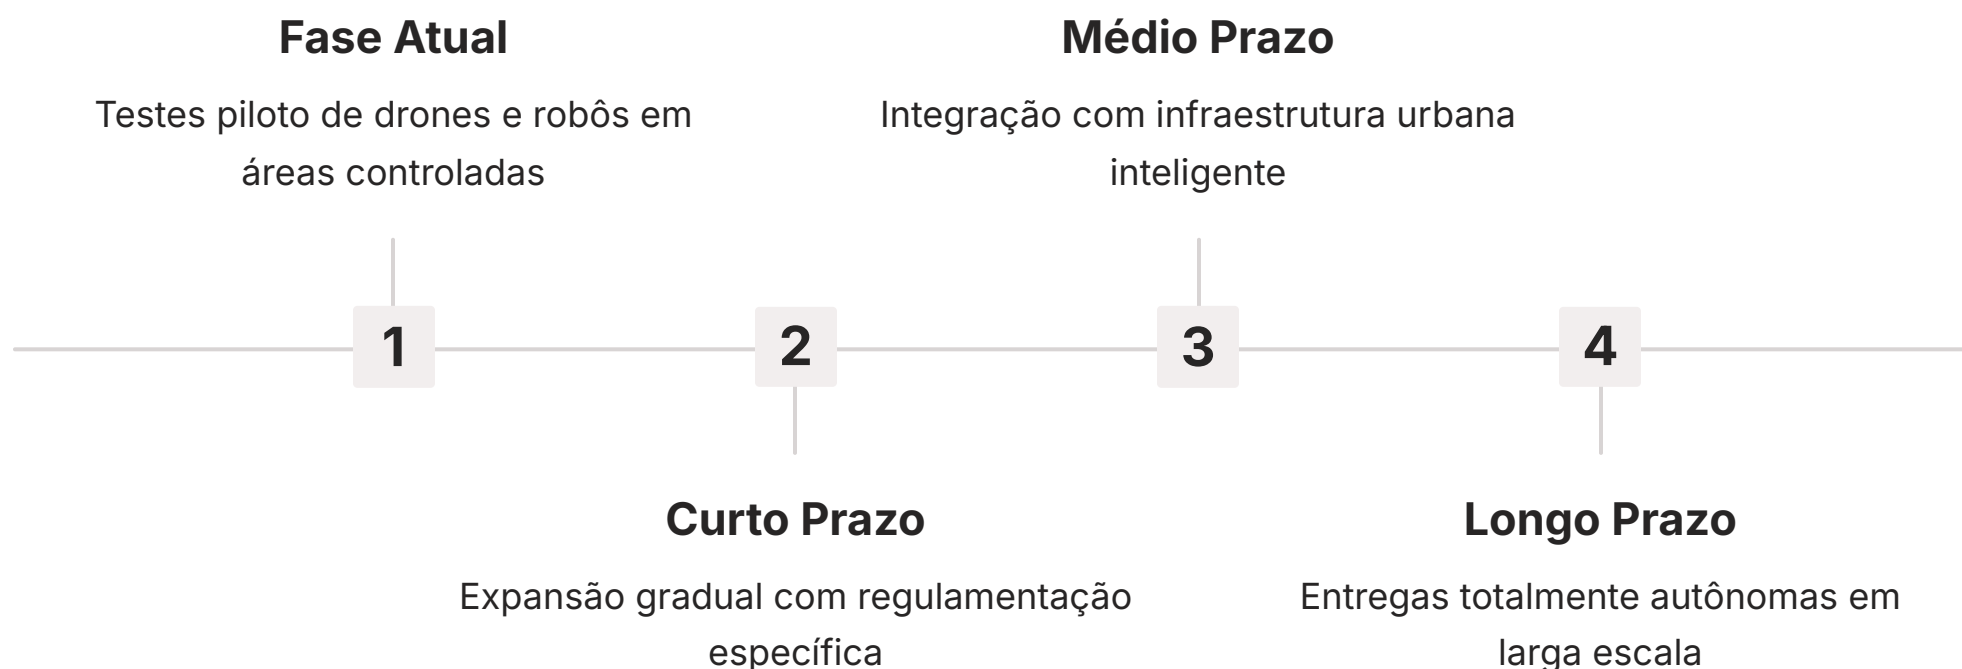 Fase Atual
Testes piloto de drones e robôs em
áreas controladas
Médio Prazo
Integração com infraestrutura urbana
inteligente
1
2
3
4
Curto Prazo
Expansão gradual com regulamentação
específica
Longo Prazo
Entregas totalmente autônomas em
larga escala